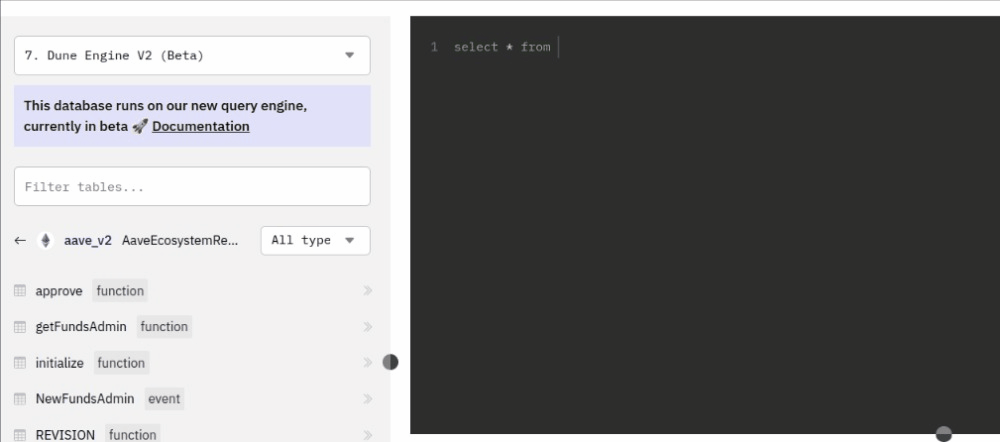 7. Dune Engine V2 (Beta)
This database runs on our new query engine,
currently in beta 🚀 Documentation
Filter tables...
← aave_v2 AaveEcosystemRe... All type
approve function
getFundsAdmin function
initialize function
NewFundsAdmin event
REVISION function
1 select * from